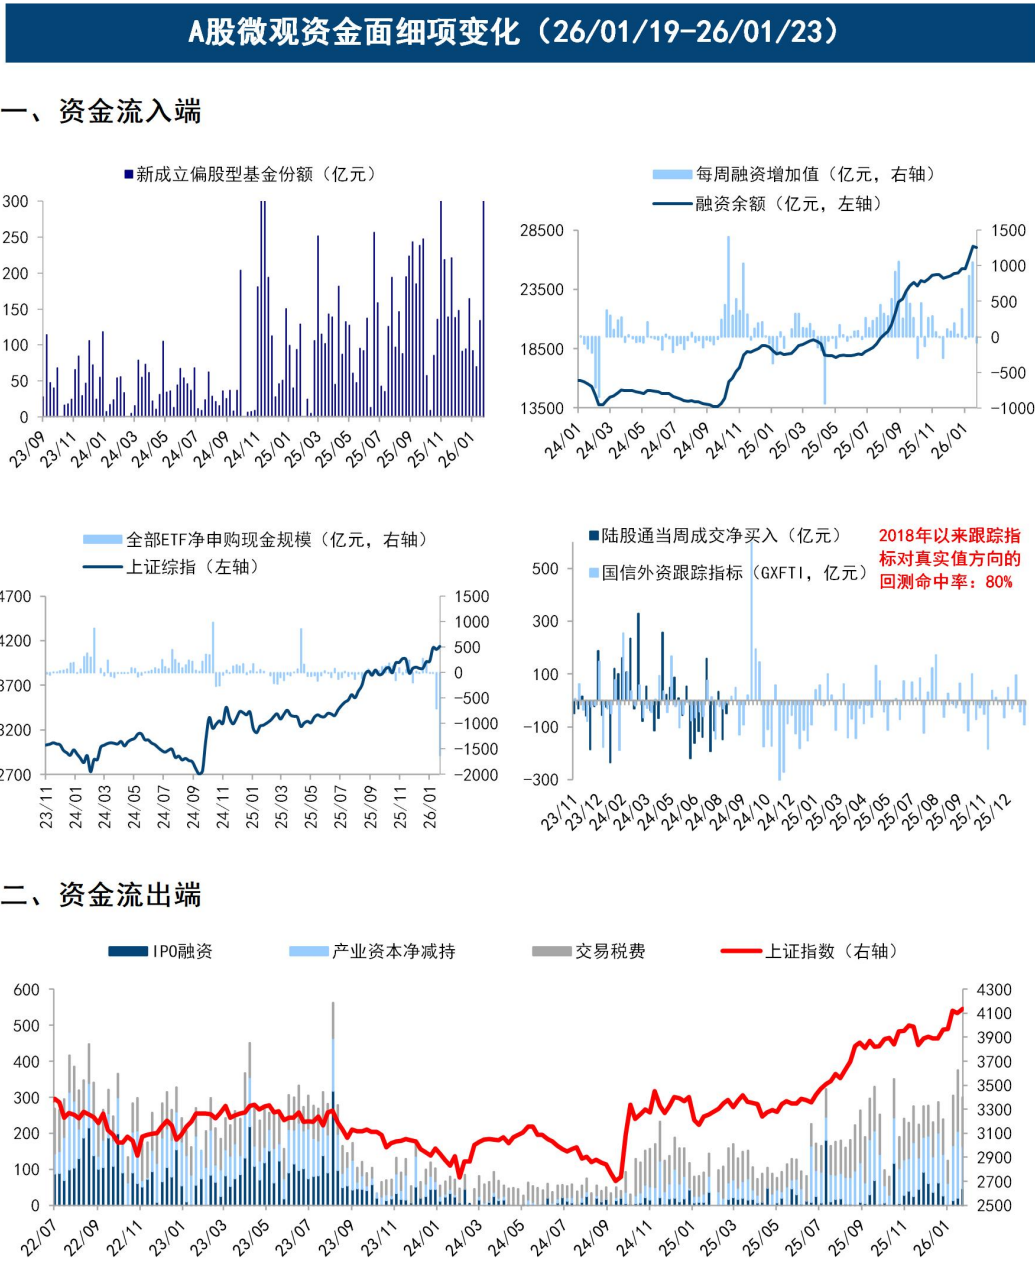 A股微观资金面细项变化（26/01/19-26/01/23）
一、资金流入端
新成立偏股型基金份额（亿元）
300
250
200
150
100
50
0
23/09 23/11 24/01 24/03 24/05 24/07 24/09 24/11 25/01 25/03 25/05 25/07 25/09 25/11 26/01
每周融资增加值（亿元，右轴）
融资余额（亿元，左轴）
28500 1500
1000
23500
500
18500 0
-500
13500 -1000
24/01 24/03 24/05 24/07 24/09 24/11 25/01 25/03 25/05 25/07 25/09 25/11 26/01
全部ETF净申购现金规模（亿元，右轴）
上证综指（左轴）
4700 1500
1000
4200 500
0
3700
-500
3200 -1000
-1500
2700 -2000
23/11 24/01 24/03 24/05 24/07 24/09 24/11 25/01 25/03 25/05 25/07 25/09 25/11 26/01
陆股通当周成交净买入（亿元）
国信外资跟踪指标（GXFTI，亿元）
2018年以来跟踪指
标对真实值方向的
回测命中率：80%
500
300
100
-100
-300
23/11 23/12 24/02 24/03 24/05 24/06 24/08 24/09 24/10 24/12 25/01 25/03 25/04 25/05 25/07 25/08 25/09 25/11 25/12
二、资金流出端
IPO融资 产业资本净减持 交易税费 上证指数（右轴）
600 4300
4100
500
3900
400 3700
3500
300
3300
200 3100
2900
100
2700
0 2500
22/07 22/09 22/11 23/01 23/03 23/05 23/07 23/09 23/11 24/01 24/03 24/05 24/07 24/09 24/11 25/01 25/03 25/05 25/07 25/09 25/11 26/01